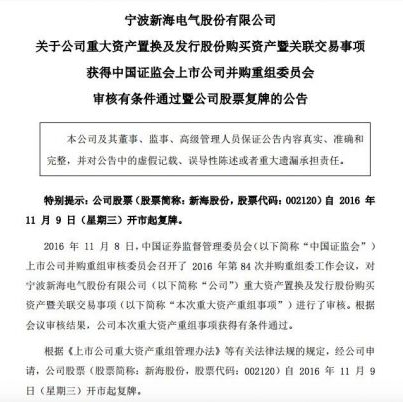 宁波新海电气股份有限公司
关于公司重大资产置换及发行股份购买资产暨关联交易事项
获得中国证监会上市公司并购重组委员会
审核有条件通过暨公司股票复牌的公告
本公司及其董事、监事、高级管理人员保证公告内容真实、准确和
完整，并对公告中的虚假记载、误导性陈述或者重大遗漏承担责任。
特别提示：公司股票（股票简称：新海股份，股票代码：002120）自 2016 年
11 月 9 日（星期三）开市起复牌。
2016 年 11 月 8 日，中国证券监督管理委员会（以下简称“中国证监会”）
上市公司并购重组审核委员会召开了 2016 年第 84 次并购重组委工作会议，对
宁波新海电气股份有限公司（以下简称“公司”）重大资产置换及发行股份购买
资产暨关联交易事项（以下简称“本次重大资产重组事项”）进行了审核。根据
会议审核结果，公司本次重大资产重组事项获得有条件通过。
根据《上市公司重大资产重组管理办法》等有关法律法规的规定，经公司申
请，公司股票（股票简称：新海股份，股票代码：002120）自 2016 年 11 月 9
日（星期三）开市起复牌。